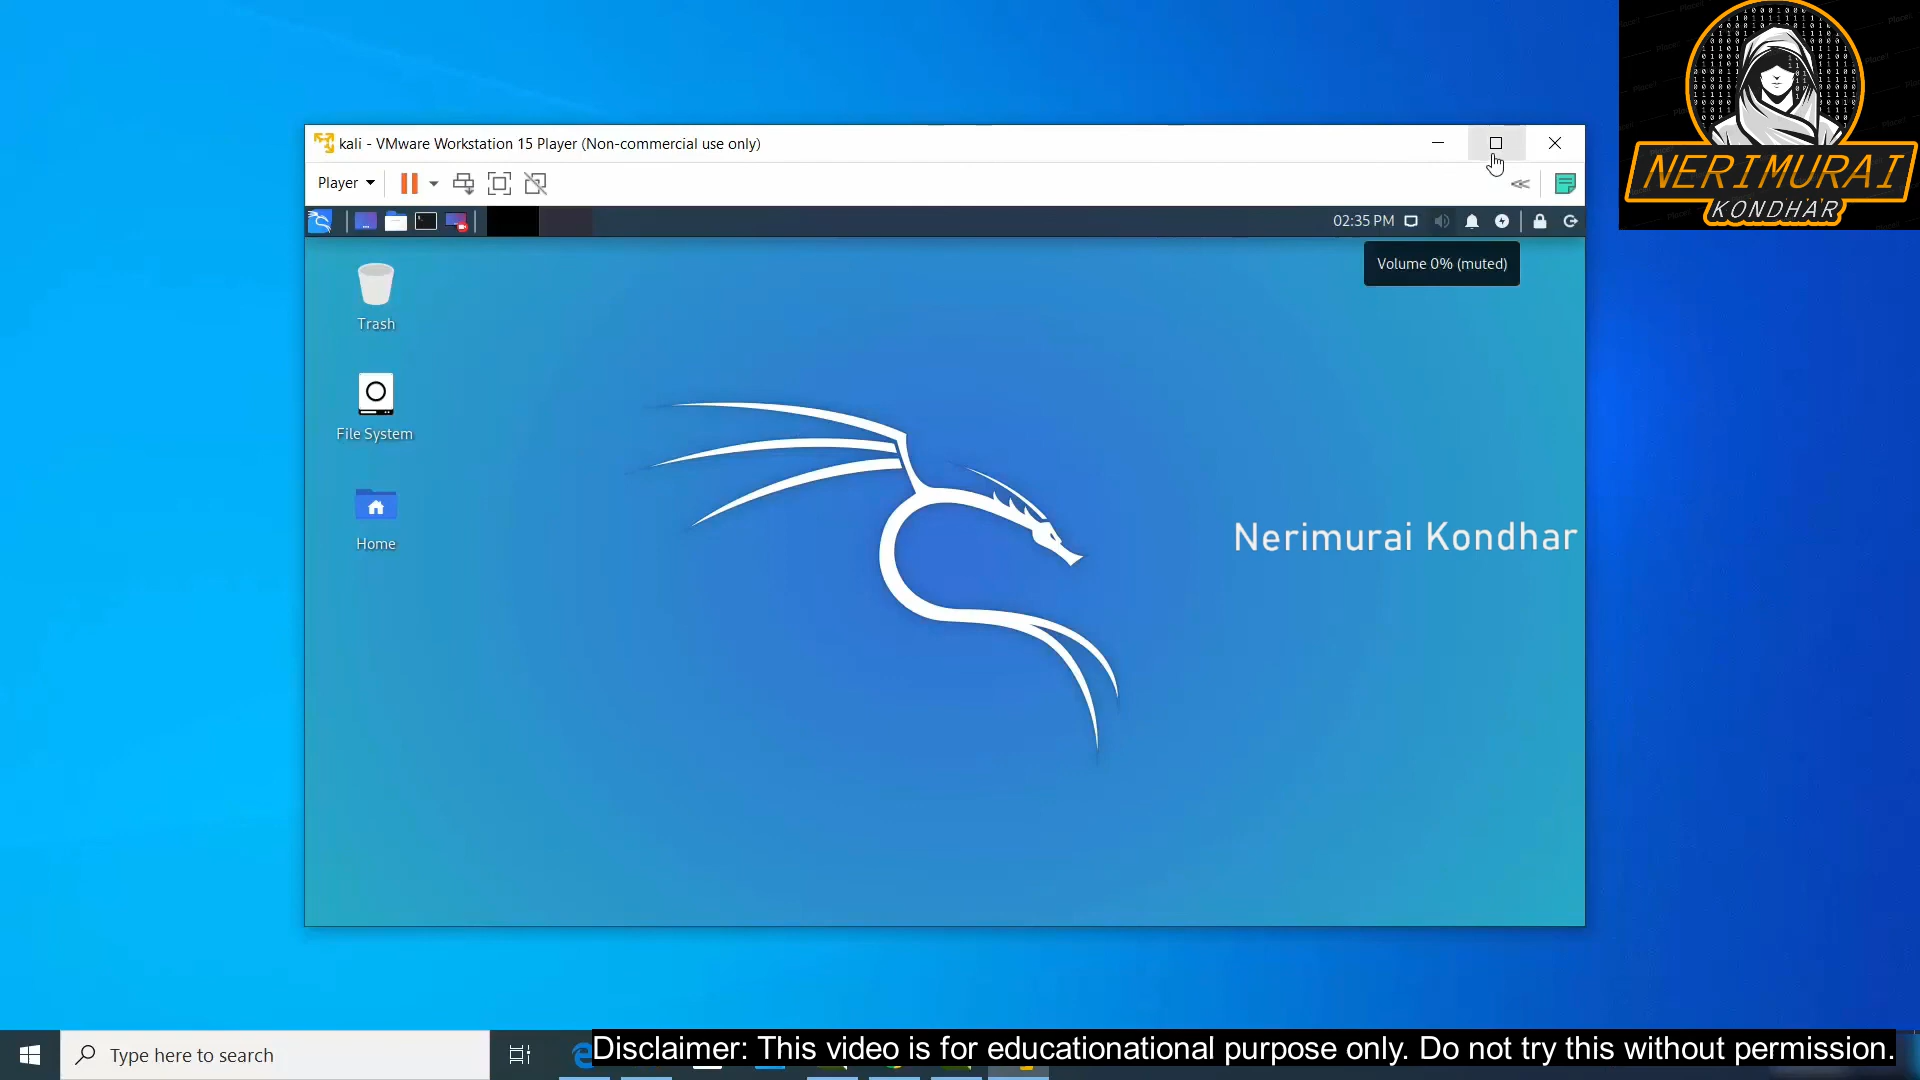 kali - VMware Workstation 15 Player (Non-commercial use only)
Player
02:35 PM
Volume 0% (muted)
Trash
File System
Home
Nerimurai Kondhar
NERIMURAI
KONDHAR
Type here to search
Disclaimer: This video is for educationational purpose only. Do not try this without permission.